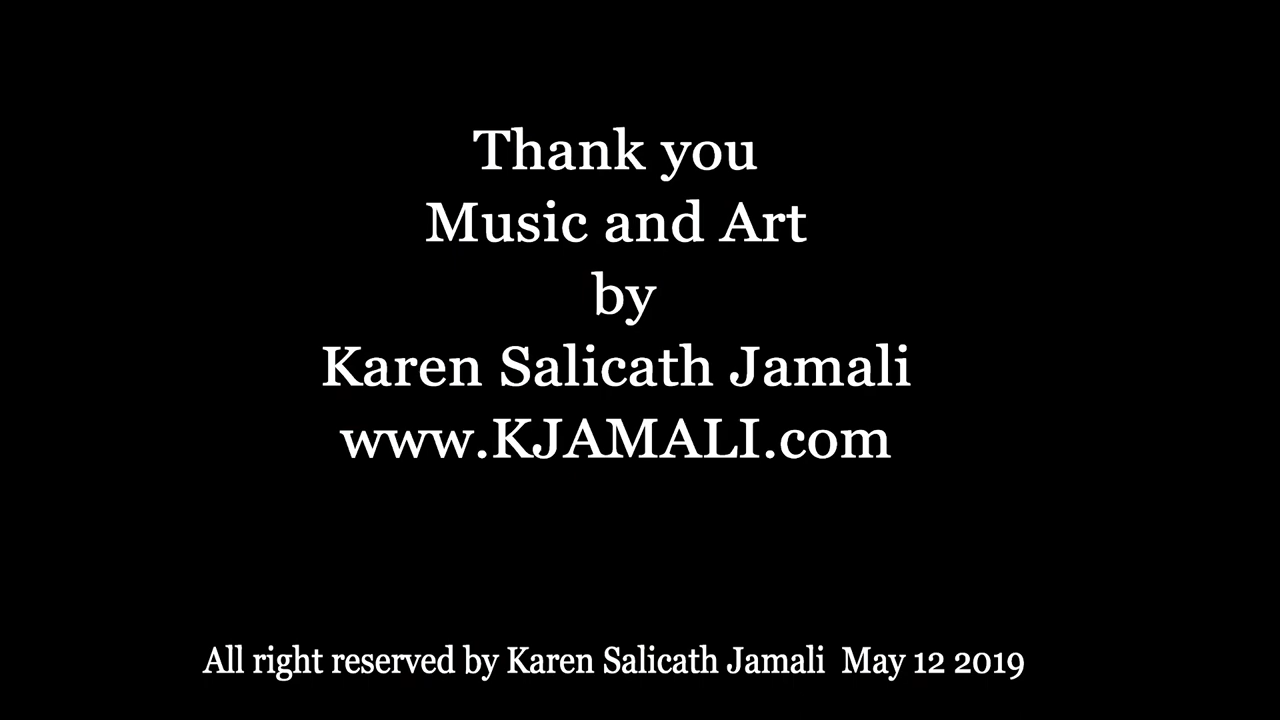 Thank you
Music and Art
by
Karen Salicath Jamali
www.KJAMALI.com
All right reserved by Karen Salicath Jamali  May 12 2019